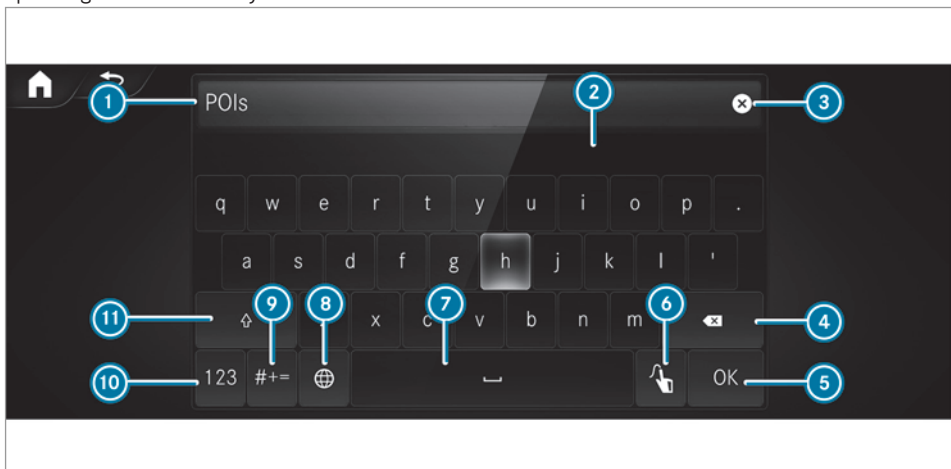 1 POIs 2 3
q w e r t y u i o p .
a s d f g h j k l '
11 9 8 x c v 7 b n m 6 4
10 123 #+= OK 5